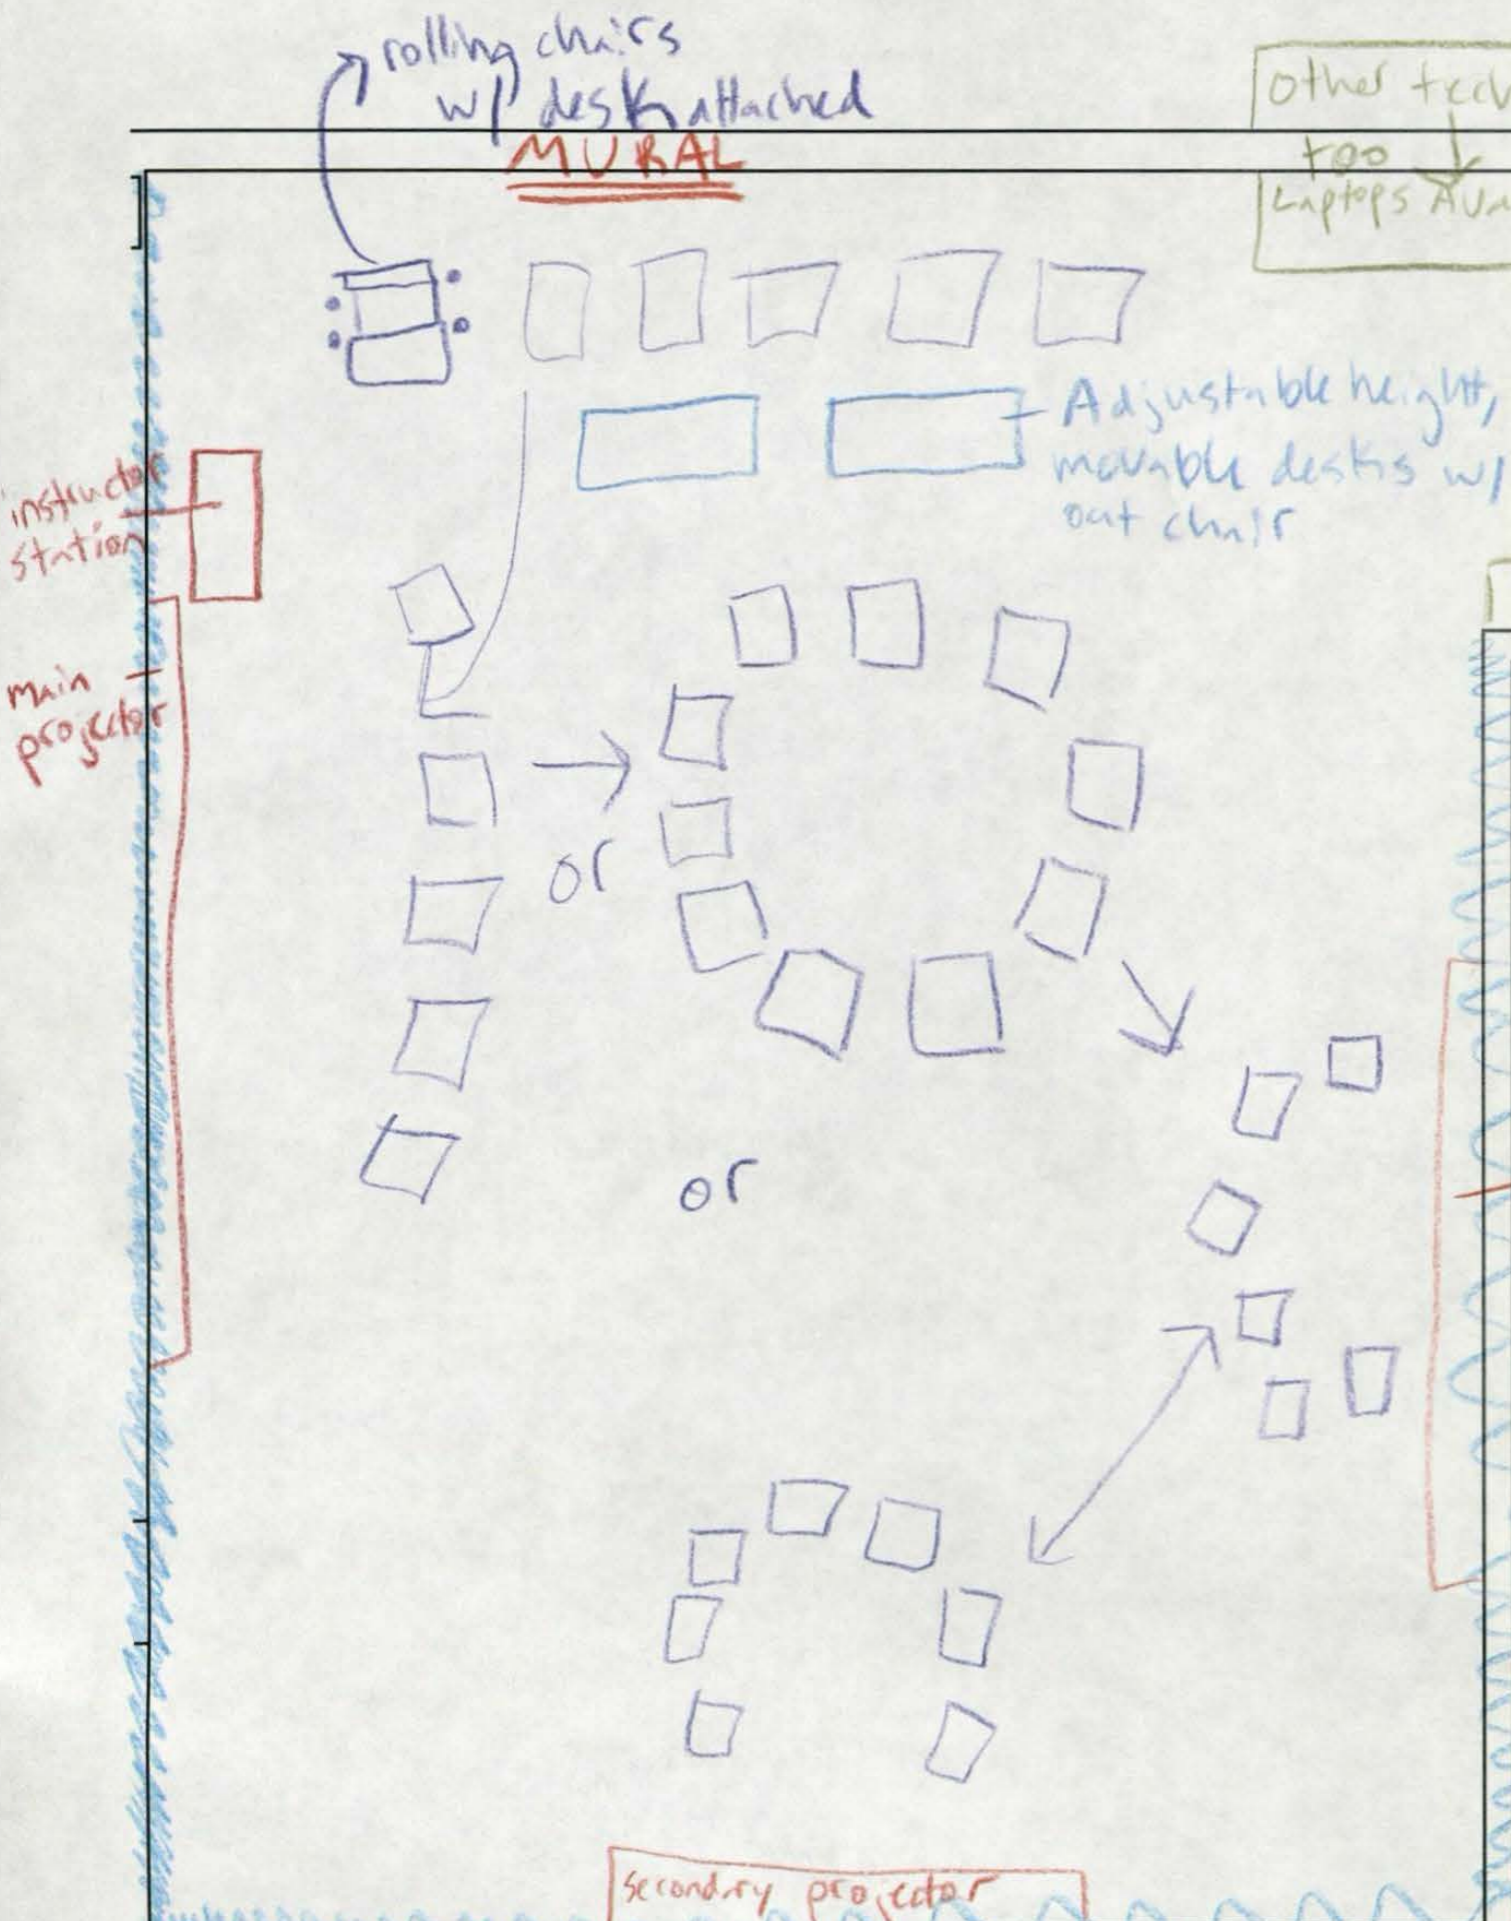 rolling chairs
w/ desk attached
MURAL
Other tech
too
Laptops Ava
Adjustable height,
movable desks w/
out chair
instructor
station
main
projector
or
or
secondary projector